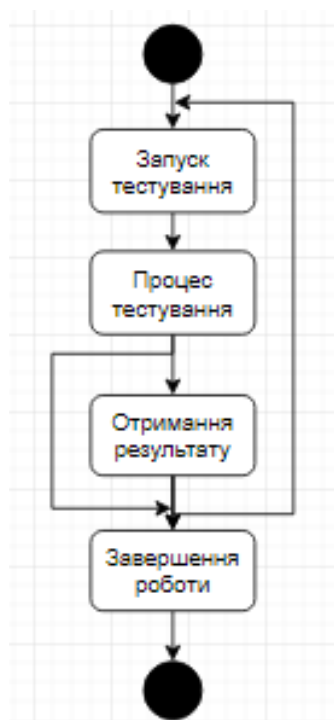 Запуск
тестування
Процес
тестування
Отримання
результату
Завершення
роботи